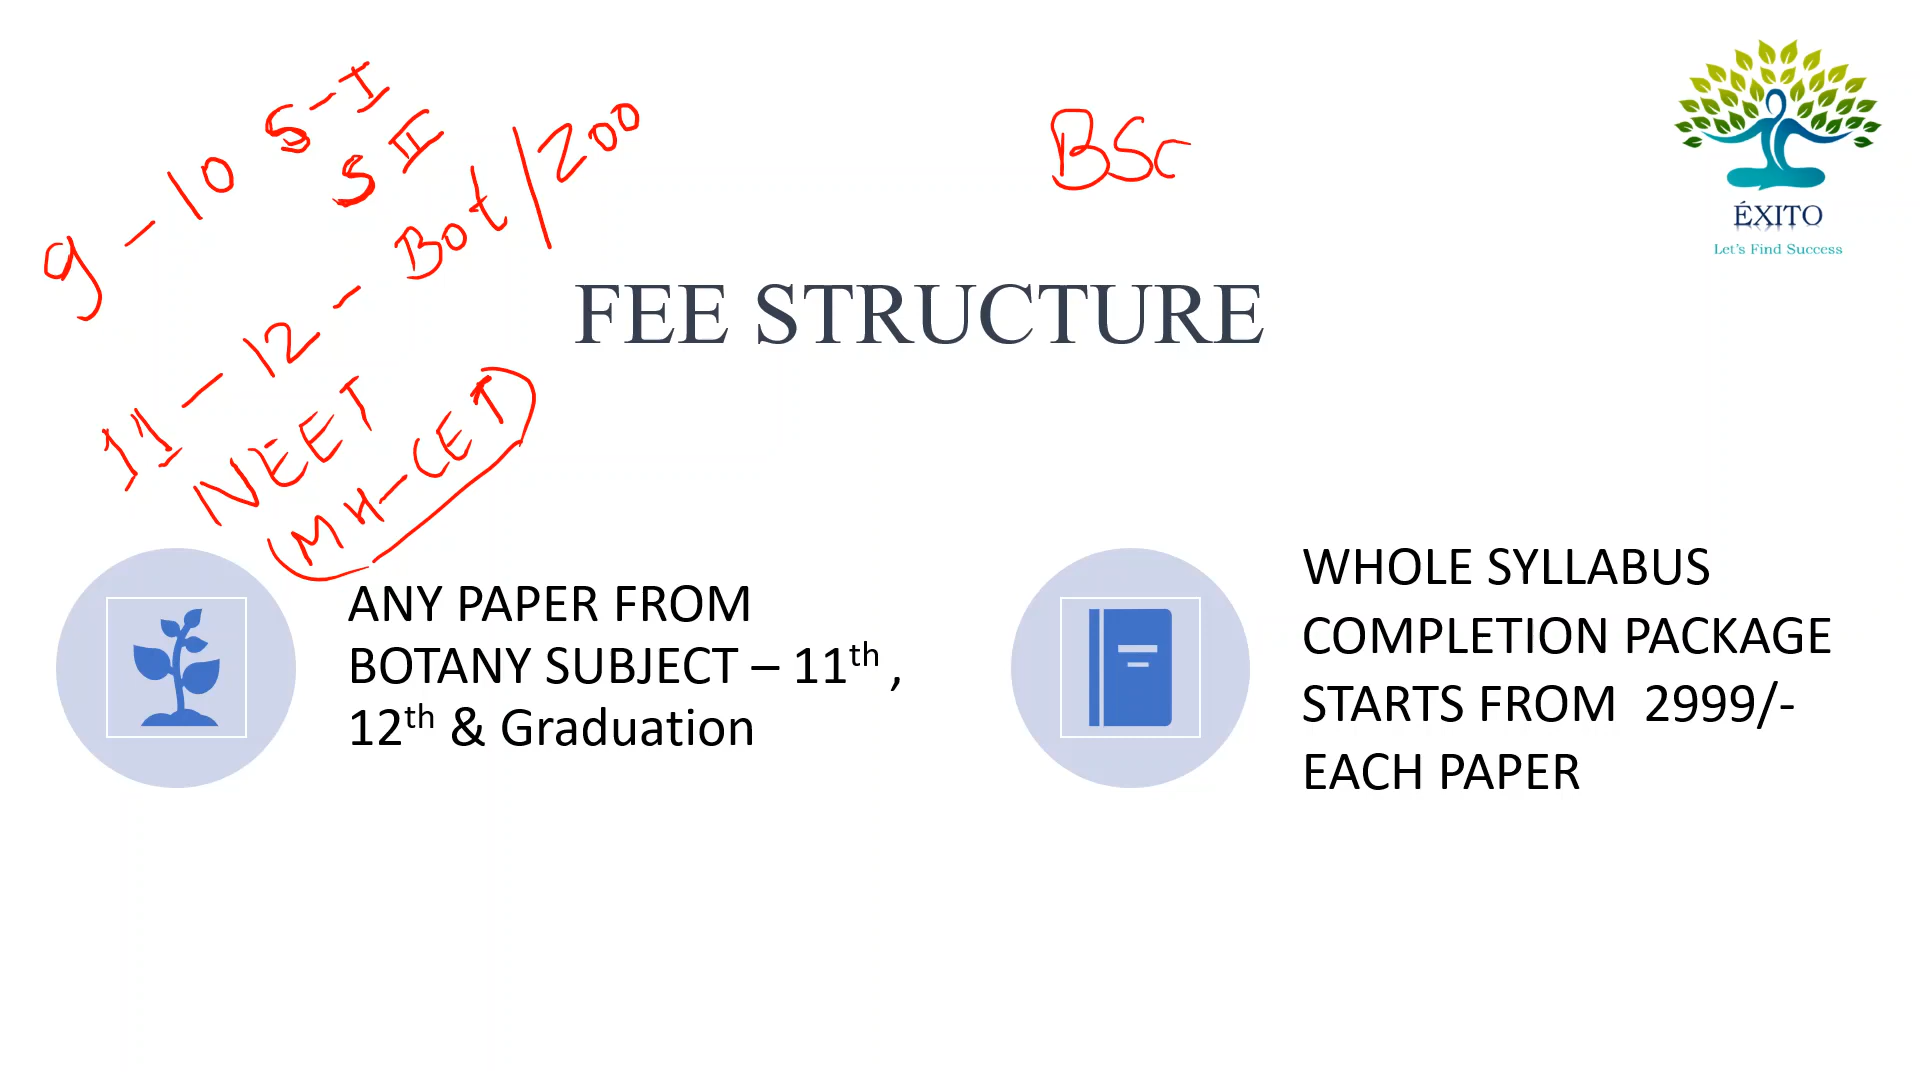 9 - 10 S - I
S II
11 - 12 - Bot / Zoo
NEET
MH - CET
BSc
ÉXITO
Let's Find Success
FEE STRUCTURE
ANY PAPER FROM
BOTANY SUBJECT – 11th ,
12th & Graduation
WHOLE SYLLABUS
COMPLETION PACKAGE
STARTS FROM 2999/-
EACH PAPER